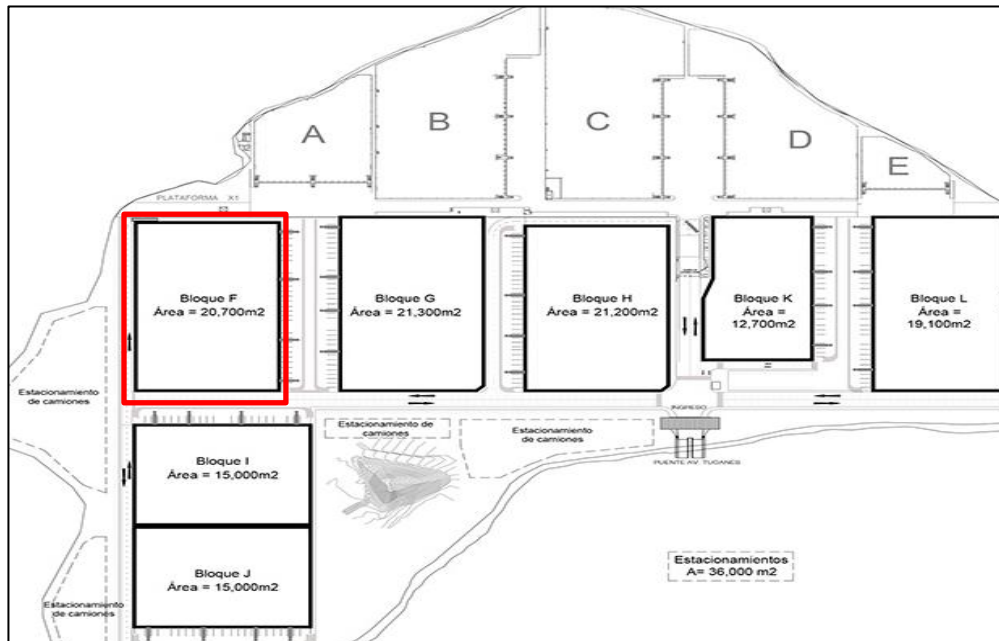 A
B
C
D
E
PLATAFORMA X1
Bloque F
Área = 20,700m2
Bloque G
Área = 21,300m2
Bloque H
Área = 21,200m2
Bloque K
Área =
12,700m2
Bloque L
Área =
19,100m2
Estacionamiento
de camiones
INGRESO
Estacionamiento de
camiones
Estacionamiento
de camiones
PUENTE AV. TUCANES
Bloque I
Área = 15,000m2
Estacionamientos
A= 36,000 m2
Bloque J
Área = 15,000m2
Estacionamiento
de camiones